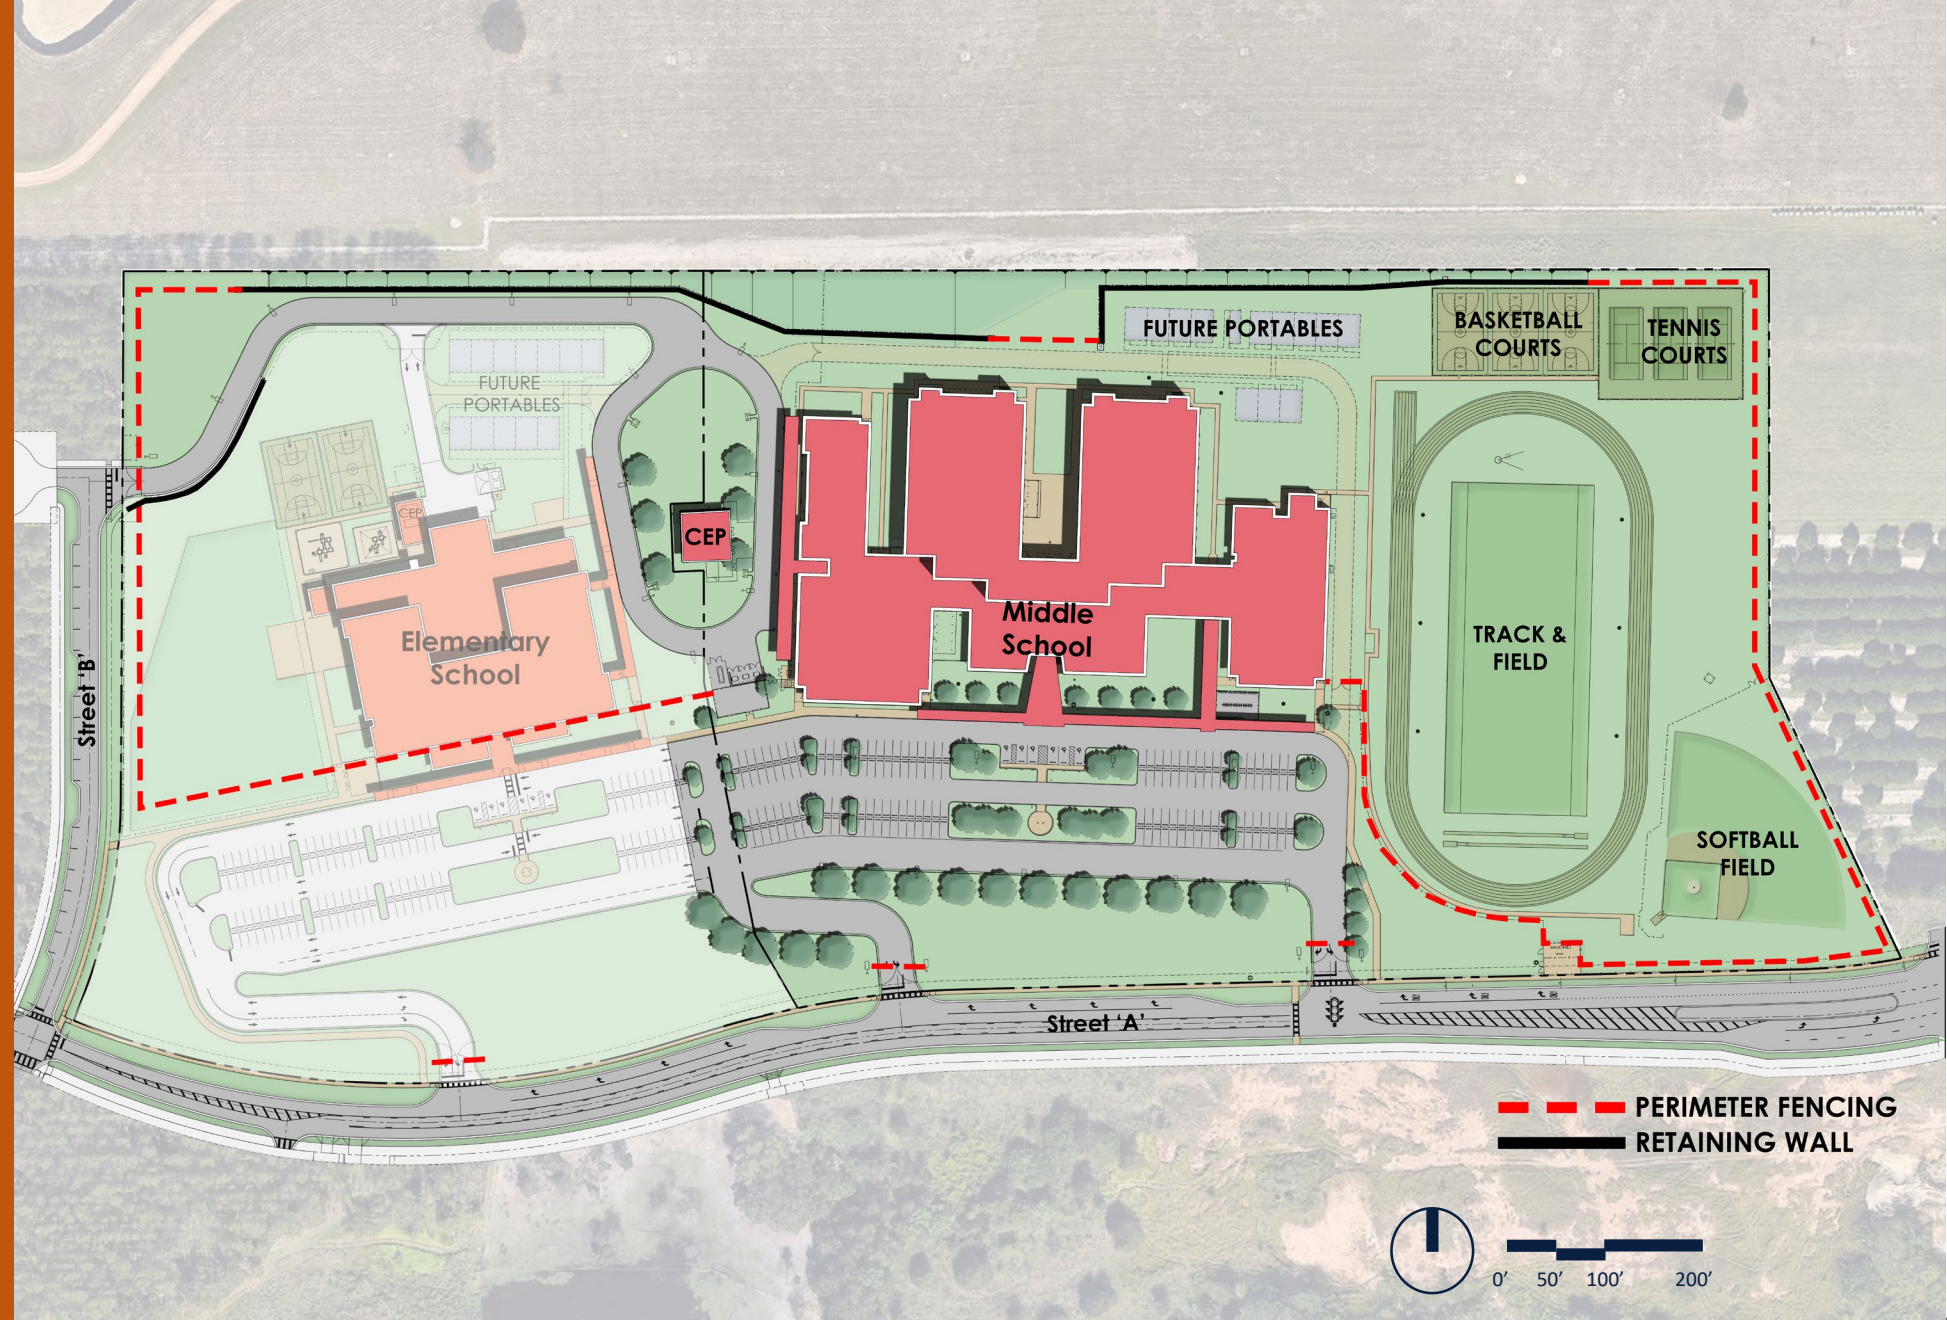 FUTURE PORTABLES
BASKETBALL
COURTS
TENNIS
COURTS
FUTURE
PORTABLES
CEP
CEP
Middle
School
Elementary
School
TRACK &
FIELD
Street 'B'
SOFTBALL
FIELD
Street 'A'
PERIMETER FENCING
RETAINING WALL
0' 50' 100' 200'